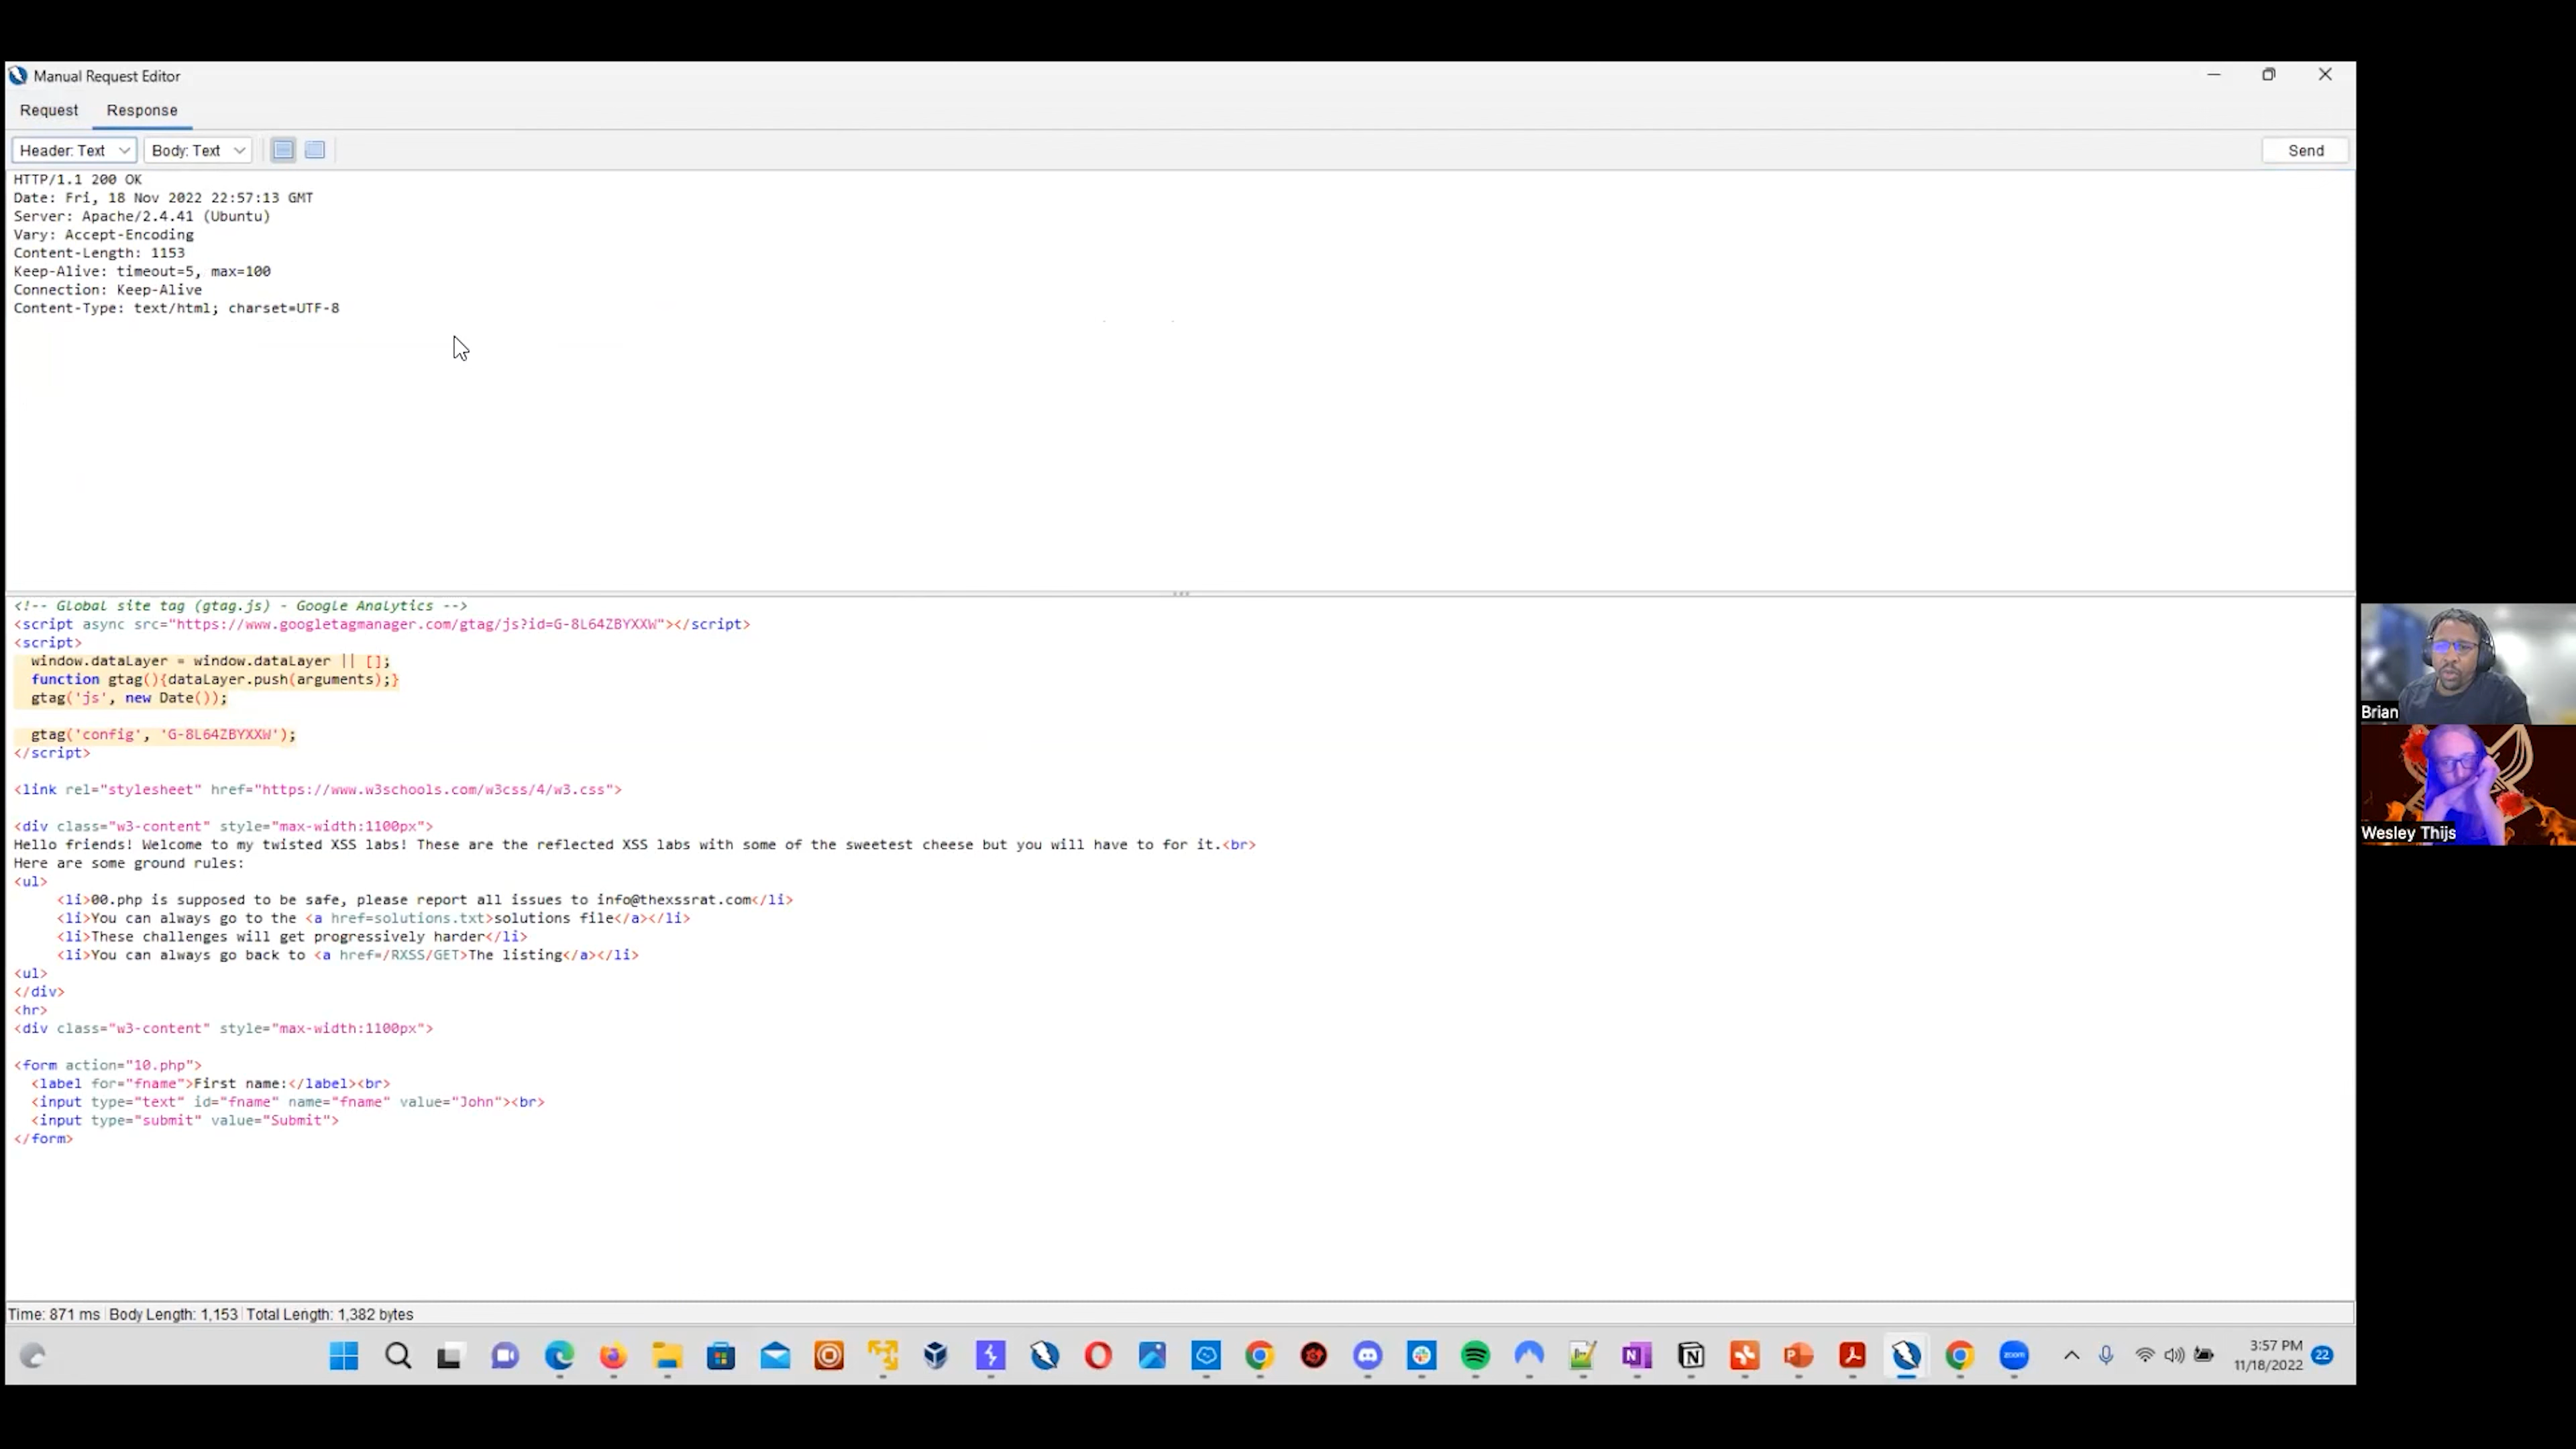 Manual Request Editor
Request Response
Header: Text Body: Text Send
HTTP/1.1 200 OK
Date: Fri, 18 Nov 2022 22:57:13 GMT
Server: Apache/2.4.41 (Ubuntu)
Vary: Accept-Encoding
Content-Length: 1153
Keep-Alive: timeout=5, max=100
Connection: Keep-Alive
Content-Type: text/html; charset=UTF-8
<!-- Global site tag (gtag.js) - Google Analytics -->
<script async src="https://www.googletagmanager.com/gtag/js?id=G-8L64ZBYXXW"></script>
<script>
window.dataLayer = window.dataLayer || [];
function gtag(){dataLayer.push(arguments);}
gtag('js', new Date());
gtag('config', 'G-8L64ZBYXXW');
</script>
<link rel="stylesheet" href="https://www.w3schools.com/w3css/4/w3.css">
<div class="w3-content" style="max-width:1100px">
Hello friends! Welcome to my twisted XSS labs! These are the reflected XSS labs with some of the sweetest cheese but you will have to for it.<br>
Here are some ground rules:
<ul>
<li>00.php is supposed to be safe, please report all issues to info@thexssrat.com</li>
<li>You can always go to the <a href=solutions.txt>solutions file</a></li>
<li>These challenges will get progressively harder</li>
<li>You can always go back to <a href=/RXSS/GET>The listing</a></li>
<ul>
</div>
<hr>
<div class="w3-content" style="max-width:1100px">
<form action="10.php">
<label for="fname">First name:</label><br>
<input type="text" id="fname" name="fname" value="John"><br>
<input type="submit" value="Submit">
</form>
Time: 871 ms Body Length: 1,153 Total Length: 1,382 bytes
Brian
Wesley Thijs
zoom
3:57 PM
11/18/2022
22